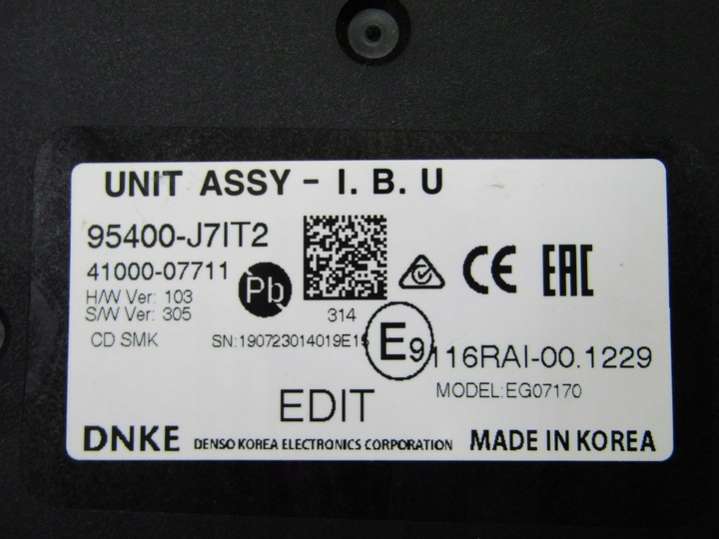 UNIT ASSY - I. B. U
95400-J7IT2
41000-07711
Pb
H/W Ver: 103
S/W Ver: 305
314
CE EAC
CD SMK
SN:190723014019E15
E9
116RAI-00.1229
MODEL:EG07170
EDIT
DNKE DENSO KOREA ELECTRONICS CORPORATION MADE IN KOREA